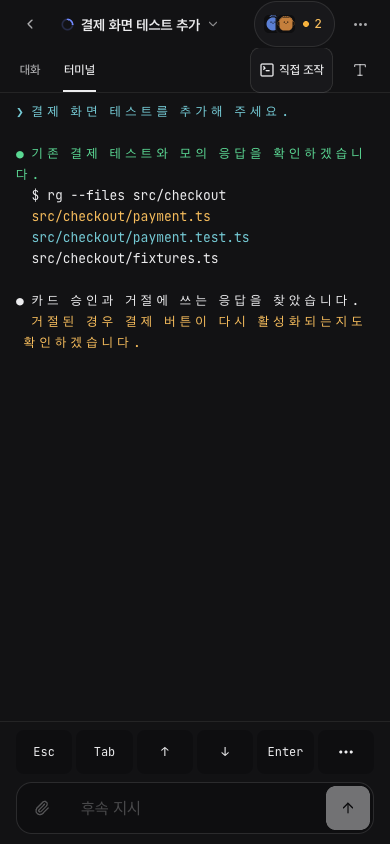 결제 화면 테스트 추가
2
대화
터미널
직접 조작
❯ 결제 화면 테스트를 추가해 주세요.
● 기존 결제 테스트와 모의 응답을 확인하겠습니
다.
$ rg --files src/checkout
src/checkout/payment.ts
src/checkout/payment.test.ts
src/checkout/fixtures.ts
● 카드 승인과 거절에 쓰는 응답을 찾았습니다.
거절된 경우 결제 버튼이 다시 활성화되는지도
확인하겠습니다.
Esc
Tab
↑
↓
Enter
후속 지시